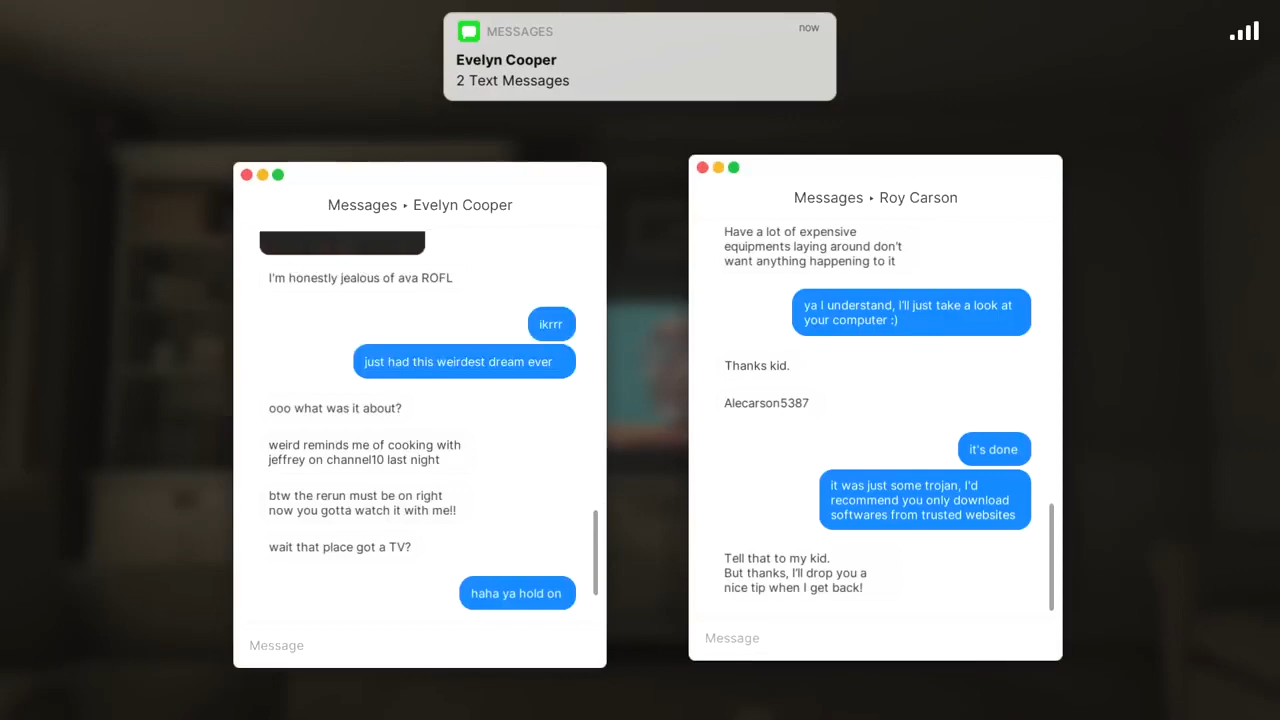 MESSAGES
now
Evelyn Cooper
2 Text Messages
Messages ‣ Evelyn Cooper
I'm honestly jealous of ava ROFL
ikrrr
just had this weirdest dream ever
ooo what was it about?
weird reminds me of cooking with
jeffrey on channel10 last night
btw the rerun must be on right
now you gotta watch it with me!!
wait that place got a TV?
haha ya hold on
Message
Messages ‣ Roy Carson
Have a lot of expensive
equipments laying around don't
want anything happening to it
ya I understand, I'll just take a look at
your computer :)
Thanks kid.
Alecarson5387
it's done
it was just some trojan, I'd
recommend you only download
softwares from trusted websites
Tell that to my kid.
But thanks, I'll drop you a
nice tip when I get back!
Message